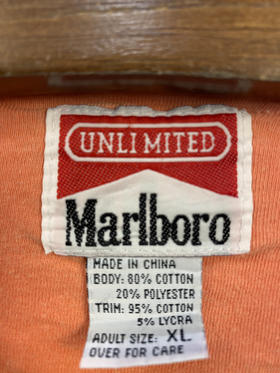 UNLIMITED
Marlboro
MADE IN CHINA
BODY: 80% COTTON
20% POLYESTER
TRIM: 95% COTTON
5% LYCRA
ADULT SIZE: XL
OVER FOR CARE